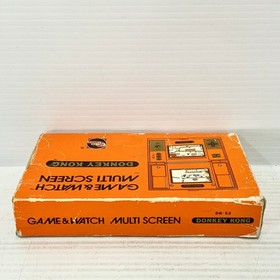 GAME&WATCH
MULTI SCREEN
DONKEY KONG
GAME&WATCH MULTI SCREEN
DONKEY KONG
DK-52